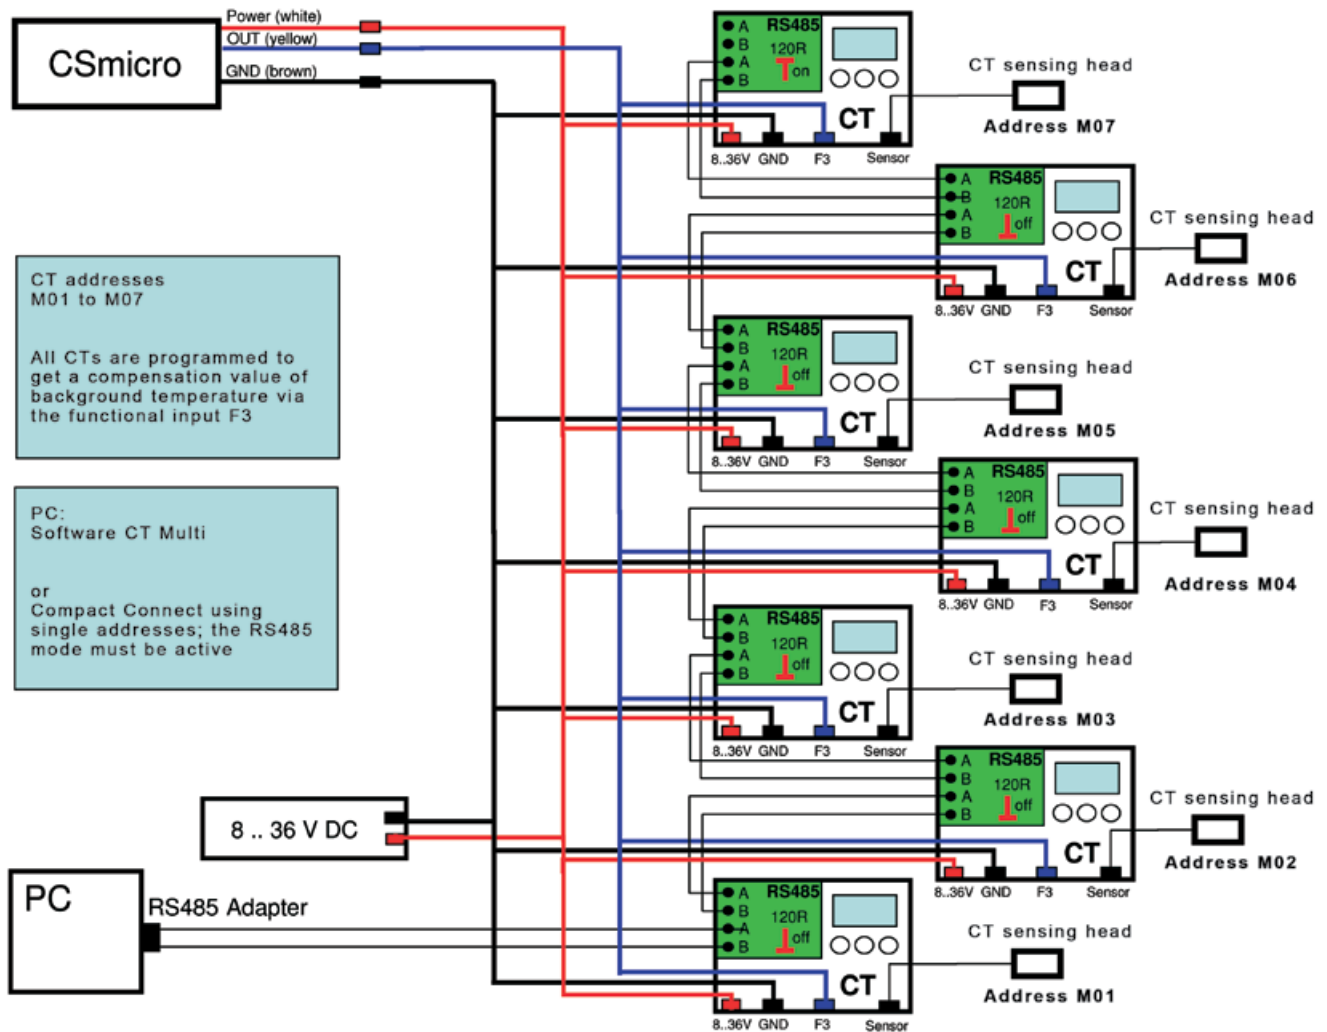 CSmicro
Power (white)
OUT (yellow)
GND (brown)
A RS485
B 120R
A on
B
CT
8..36V GND F3 Sensor
CT sensing head
Address M07
A RS485
B 120R
A off
B
CT
8..36V GND F3 Sensor
CT sensing head
Address M06
CT addresses
M01 to M07
All CTs are programmed to
get a compensation value of
background temperature via
the functional input F3
A RS485
B 120R
A off
B
CT
8..36V GND F3 Sensor
CT sensing head
Address M05
A RS485
B 120R
A off
B
CT
8..36V GND F3 Sensor
CT sensing head
Address M04
PC:
Software CT Multi
or
Compact Connect using
single addresses; the RS485
mode must be active
A RS485
B 120R
A off
B
CT
8..36V GND F3 Sensor
CT sensing head
Address M03
A RS485
B 120R
A off
B
CT
8..36V GND F3 Sensor
CT sensing head
Address M02
8 .. 36 V DC
PC
RS485 Adapter
A RS485
B 120R
A off
B
CT
8..36V GND F3 Sensor
CT sensing head
Address M01